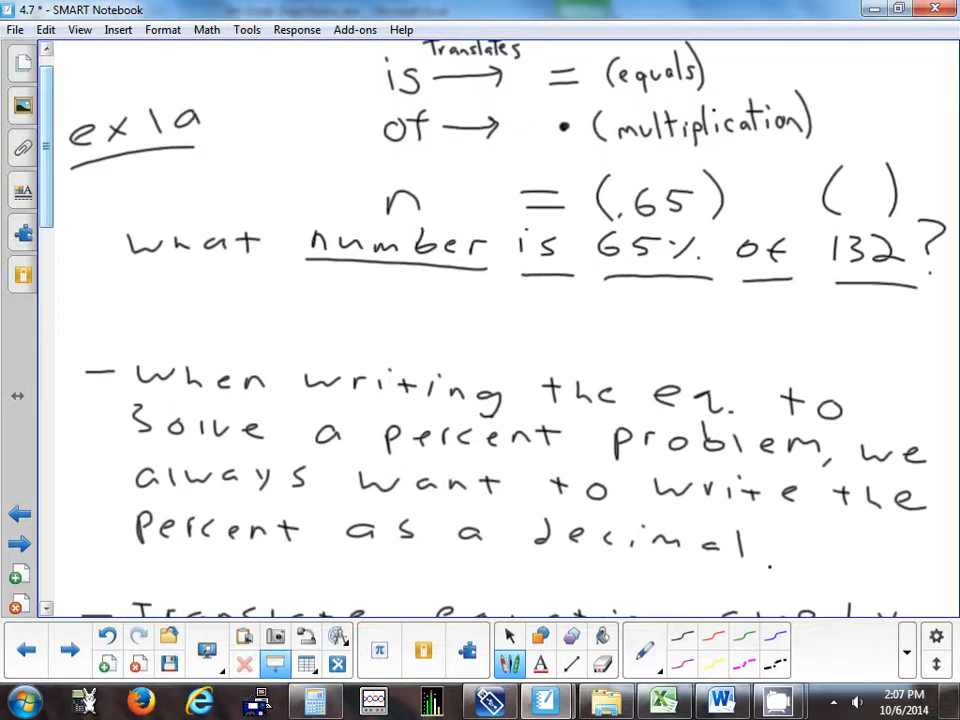 4.7 * - SMART Notebook
File Edit View Insert Format Math Tools Response Add-ons Help
Translates
is → = (equals)
ex 1a
of → • (multiplication)
n = (.65) ( )
What number is 65% of 132?
- When writing the eq. to
solve a percent problem, we
always want to write the
percent as a decimal.
- Translate
2:07 PM
10/6/2014